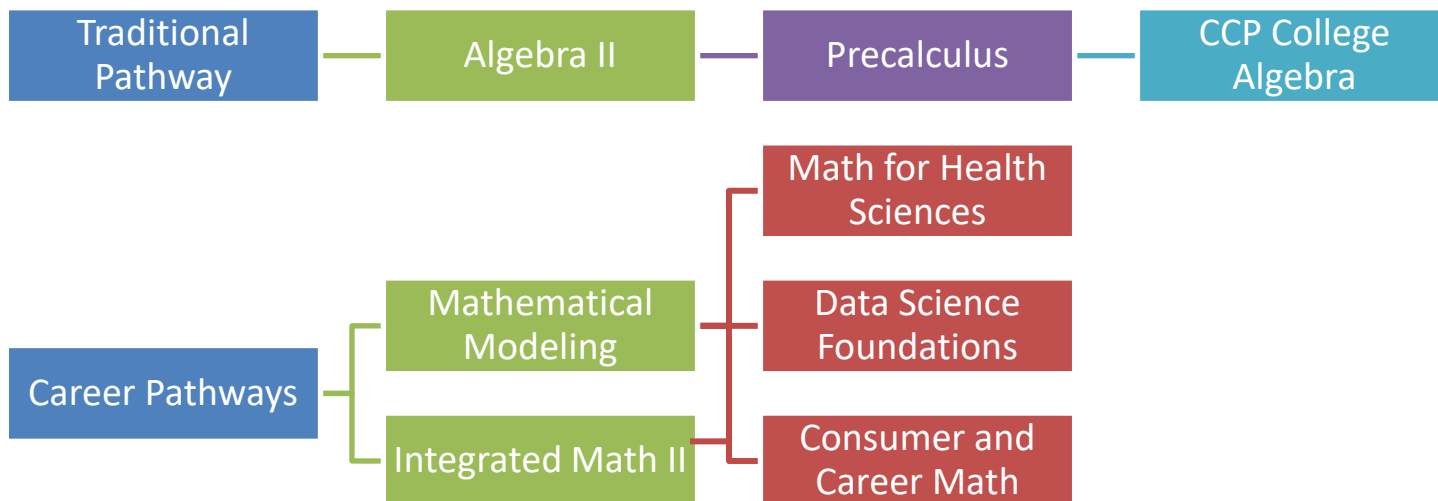 Traditional
Pathway
Algebra II
Precalculus
CCP College
Algebra
Math for Health
Sciences
Mathematical
Modeling
Data Science
Foundations
Career Pathways
Integrated Math II
Consumer and
Career Math